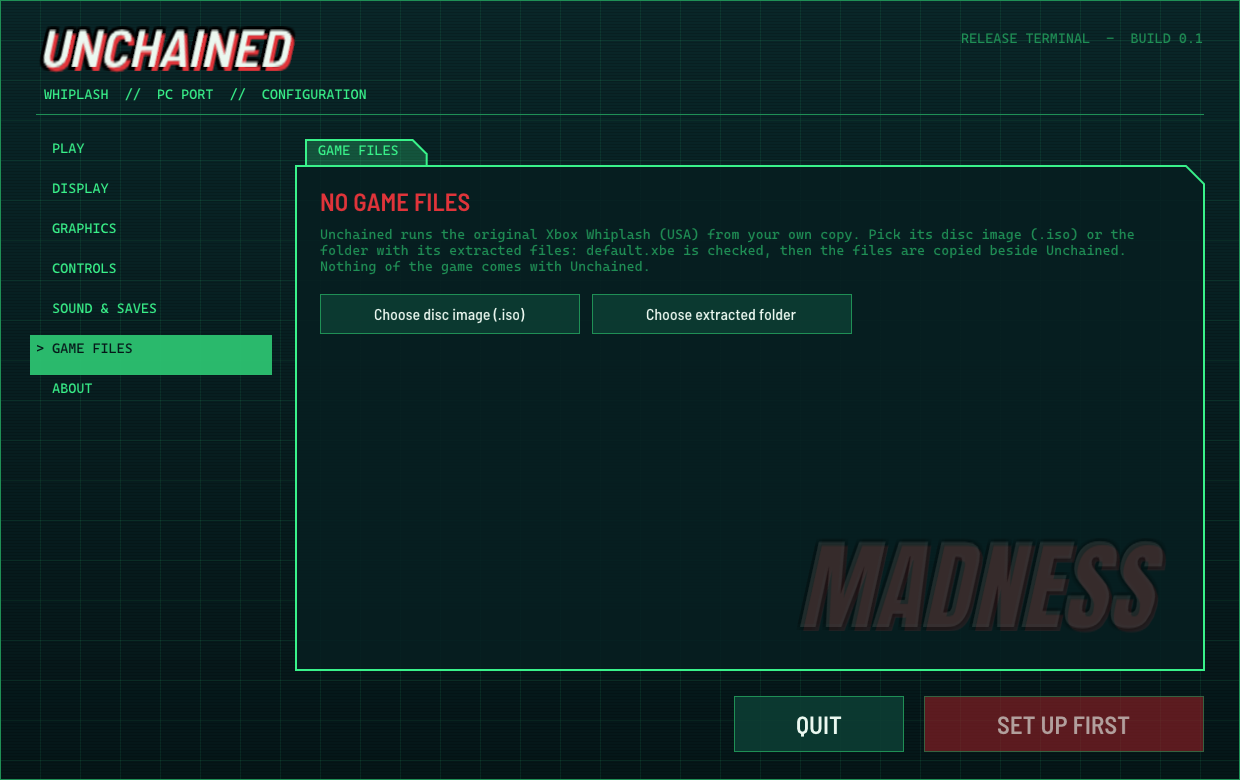 UNCHAINED
RELEASE TERMINAL – BUILD 0.1
WHIPLASH // PC PORT // CONFIGURATION
PLAY
DISPLAY
GRAPHICS
CONTROLS
SOUND & SAVES
> GAME FILES
ABOUT
GAME FILES
NO GAME FILES
Unchained runs the original Xbox Whiplash (USA) from your own copy. Pick its disc image (.iso) or the
folder with its extracted files: default.xbe is checked, then the files are copied beside Unchained.
Nothing of the game comes with Unchained.
Choose disc image (.iso)
Choose extracted folder
MADNESS
QUIT
SET UP FIRST